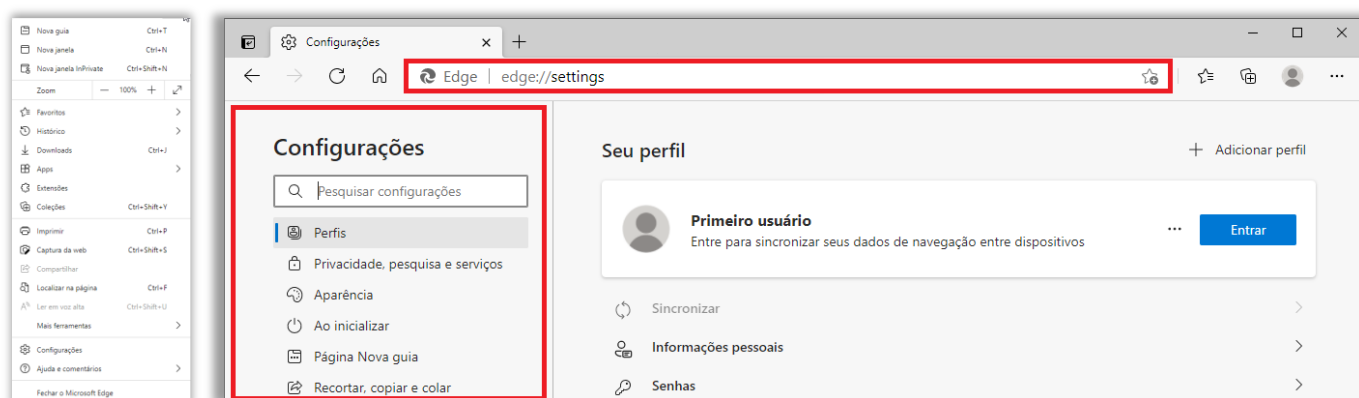 Nova guia Ctrl+T
Nova janela Ctrl+N
Nova janela InPrivate Ctrl+Shift+N
Zoom — 100% +
Favoritos
Histórico
Downloads Ctrl+J
Apps
Extensões
Coleções Ctrl+Shift+Y
Imprimir Ctrl+P
Captura da web Ctrl+Shift+S
Compartilhar
Localizar na página Ctrl+F
Ler em voz alta Ctrl+Shift+U
Mais ferramentas
Configurações
Ajuda e comentários
Fechar o Microsoft Edge
Configurações
Edge | edge://settings
Configurações
Pesquisar configurações
Perfis
Privacidade, pesquisa e serviços
Aparência
Ao inicializar
Página Nova guia
Recortar, copiar e colar
Seu perfil
Adicionar perfil
Primeiro usuário
Entre para sincronizar seus dados de navegação entre dispositivos
Entrar
Sincronizar
Informações pessoais
Senhas